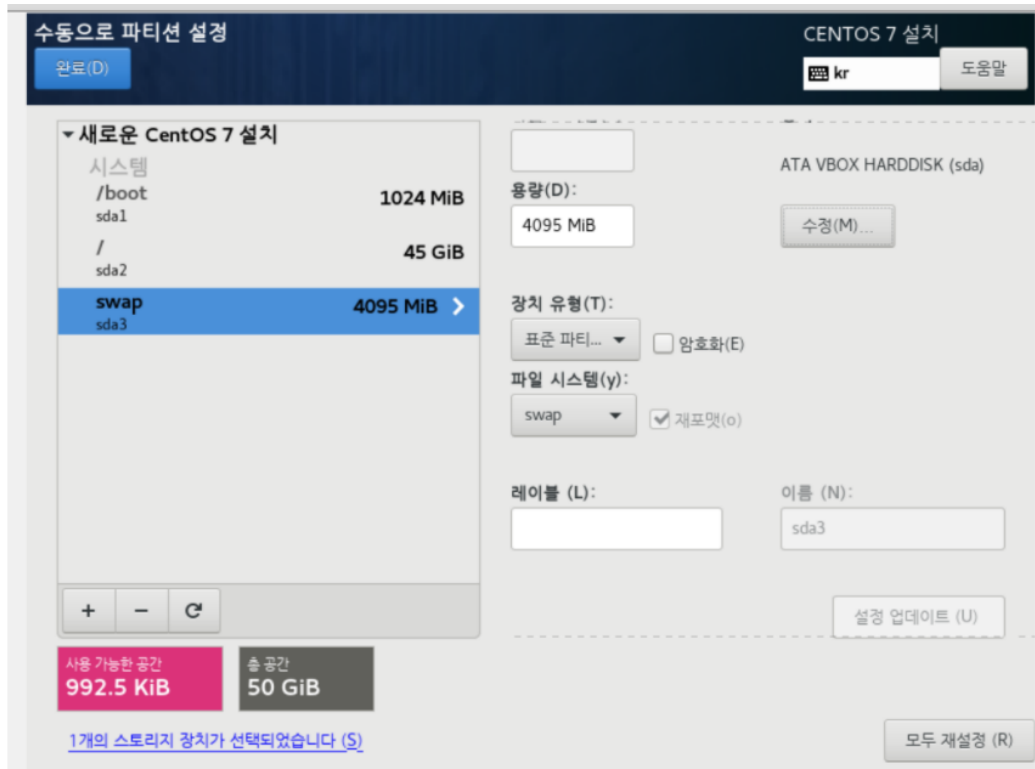 수동으로 파티션 설정
CENTOS 7 설치
완료(D)
kr
도움말
새로운 CentOS 7 설치
시스템
/boot
1024 MiB
sda1
/
45 GiB
sda2
swap
4095 MiB
sda3
+
-
ATA VBOX HARDDISK (sda)
용량(D):
4095 MiB
수정(M)...
장치 유형(T):
표준 파티...
암호화(E)
파일 시스템(y):
swap
재포맷(o)
레이블 (L):
이름 (N):
sda3
설정 업데이트 (U)
사용 가능한 공간
992.5 KiB
총 공간
50 GiB
1개의 스토리지 장치가 선택되었습니다 (S)
모두 재설정 (R)